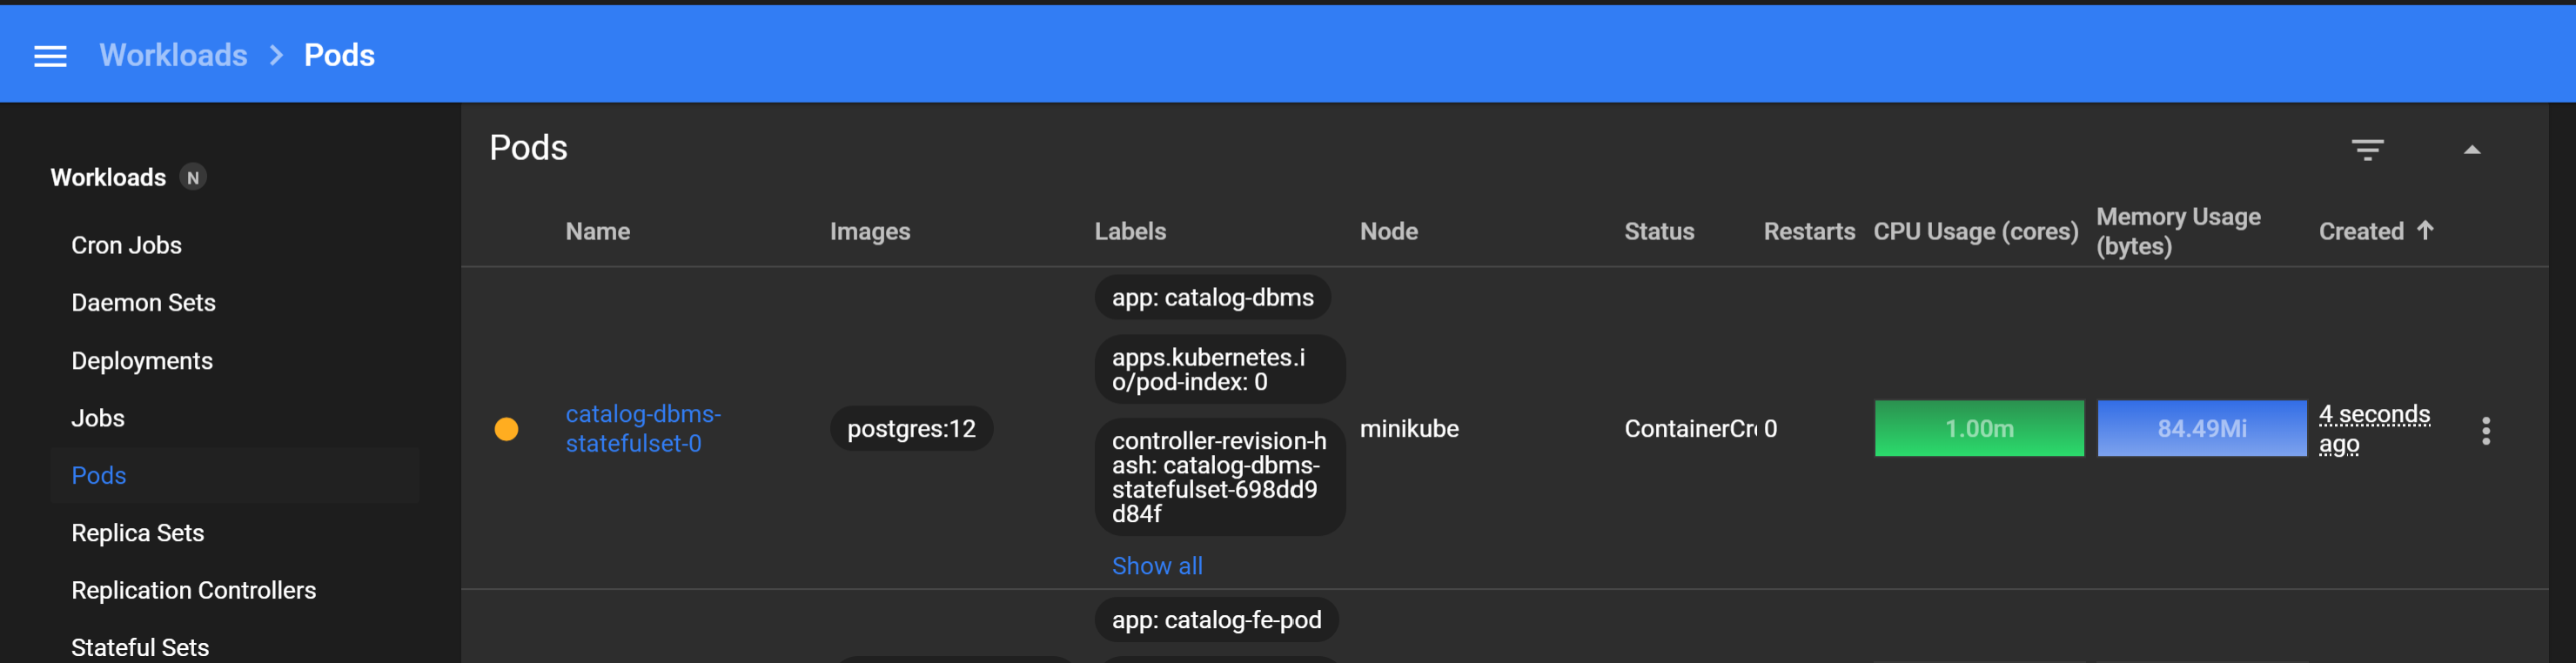 Workloads > Pods
Workloads N
Cron Jobs
Daemon Sets
Deployments
Jobs
Pods
Replica Sets
Replication Controllers
Stateful Sets
Pods
Name Images Labels Node Status Restarts CPU Usage (cores) Memory Usage
(bytes) Created
catalog-dbms-
statefulset-0
postgres:12
app: catalog-dbms
apps.kubernetes.i
o/pod-index: 0
controller-revision-h
ash: catalog-dbms-
statefulset-698dd9
d84f
Show all
minikube
ContainerCr
0
1.00m
84.49Mi
4 seconds
ago
app: catalog-fe-pod